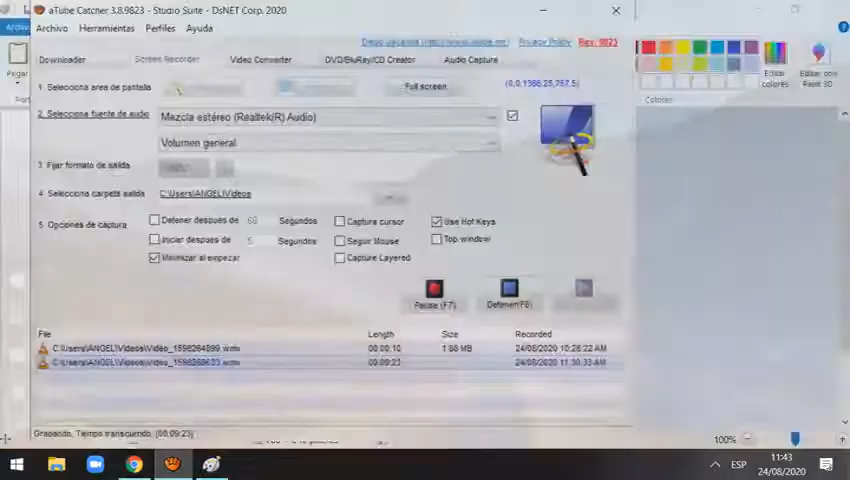 aTube Catcher 3.8.9823 - Studio Suite - DsNET Corp. 2020
Archivo Herramientas Perfiles Ayuda
Privacy Policy Rev. 9823
Downloader Screen Recorder Video Converter DVD/BluRay/CD Creator Audio Capture
1. Selecciona area de pantalla Full screen (0,0,1366.25,767.5)
2. Selecciona fuente de audio Mezcla estéreo (Realtek(R) Audio)
Volumen general
3. Fijar formato de salida
4. Selecciona carpeta salida C:\Users\ANGEL\Videos
5 Opciones de captura
Detener después de 60 Segundos Capture cursor Use Hot Keys
Iniciar despues de 5 Segundos Seguir Mouse Top window
Minimizar al empezar Capture Layered
Pause (F7) Detener(F8)
File Length Size Recorded
00:00:10 1.88 MB 24/08/2020 10:28:22 AM
00:09:23 24/08/2020 11:30:33 AM
Grabando, Tiempo transcurrido, (00:09:23)
Pegar
Editar colores
Editar con Paint 3D
Colores
100%
ESP
11:43
24/08/2020